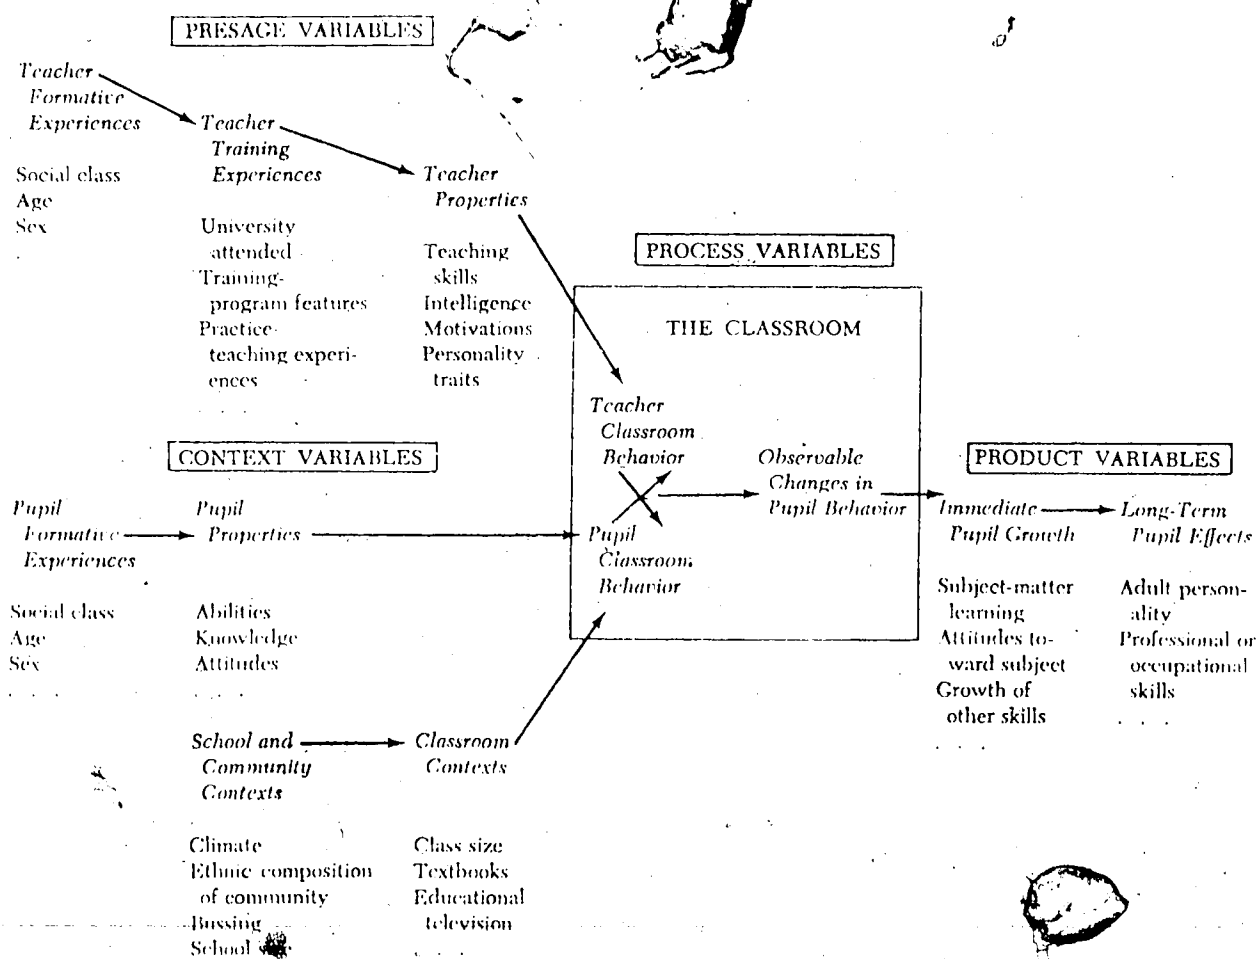 PRESAGE VARIABLES
Teacher
Formative
Experiences
Social class
Age
Sex
.
Teacher
Training
Experiences
University
attended
Training-
program features
Practice-
teaching experi-
ences
. . .
Teacher
Properties
Teaching
skills
Intelligence
Motivations
Personality
traits
PROCESS VARIABLES
THE CLASSROOM
Teacher
Classroom
Behavior
Pupil
Classroom
Behavior
Observable
Changes in
Pupil Behavior
CONTEXT VARIABLES
Pupil
Formative
Experiences
Social class
Age
Sex
. . .
Pupil
Properties
Abilities
Knowledge
Attitudes
. . . .
School and
Community
Contexts
Climate
Ethnic composition
of community
Bussing
School
Classroom
Contexts
Class size
Textbooks
Educational
television
. . . .
PRODUCT VARIABLES
Immediate
Pupil Growth
Subject-matter
learning
Attitudes to-
ward subject
Growth of
other skills
. . . .
Long-Term
Pupil Effects
Adult person-
ality
Professional or
occupational
skills
. . .